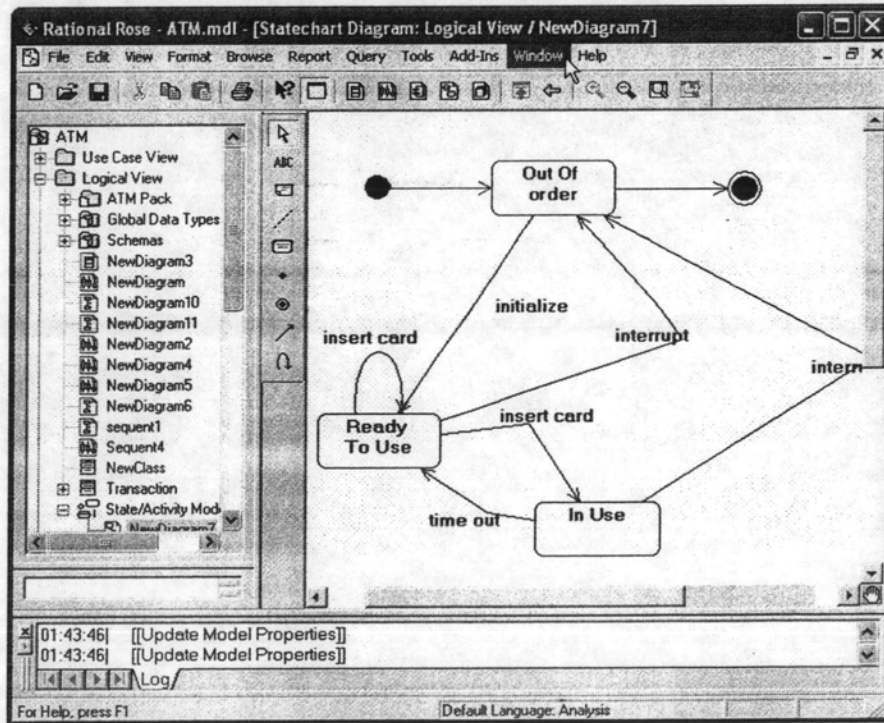 Rational Rose - ATM.mdl - [Statechart Diagram: Logical View / NewDiagram7]
File Edit View Format Browse Report Query Tools Add-Ins Window Help
ABC
ATM
Use Case View
Logical View
ATM Pack
Global Data Types
Schemas
NewDiagram3
NewDiagram
NewDiagram10
NewDiagram11
NewDiagram2
NewDiagram4
NewDiagram5
NewDiagram6
sequent1
Sequent4
NewClass
Transaction
State/Activity Mod
NewDiagram7
Out Of
order
initialize
insert card
interrupt
intern
Ready
To Use
insert card
time out
In Use
01:43:46| [[Update Model Properties]]
01:43:46| [[Update Model Properties]]
Log
For Help, press F1
Default Language: Analysis